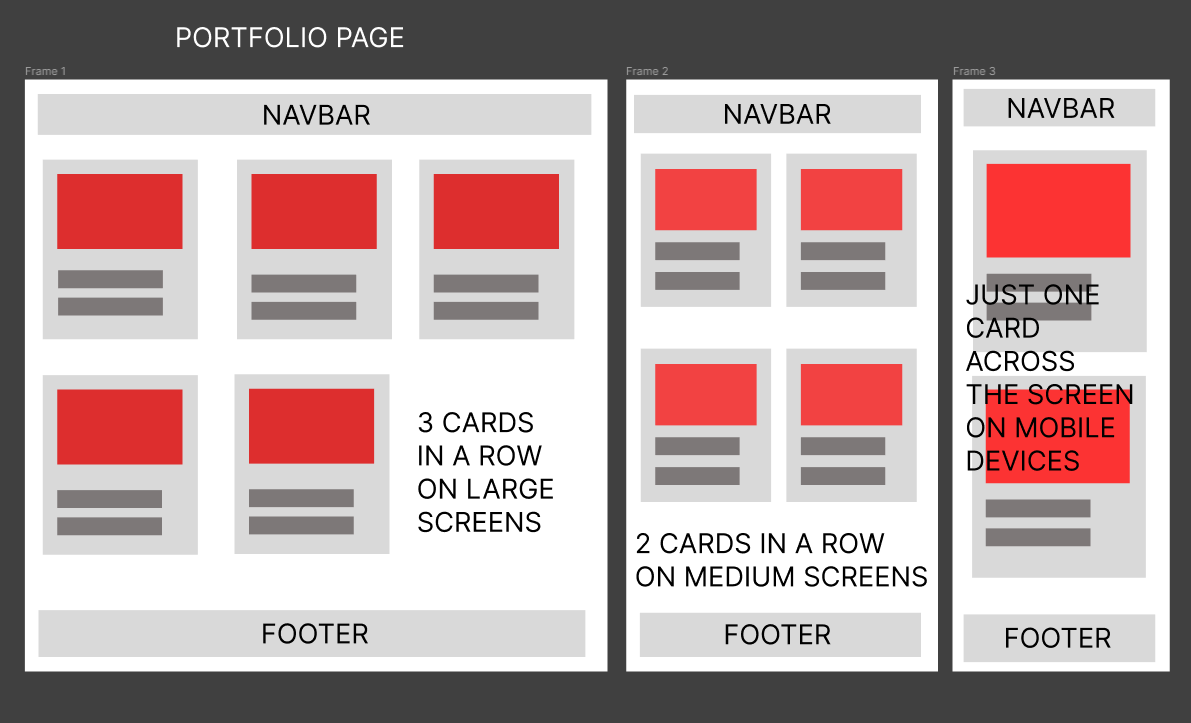 PORTFOLIO PAGE
Frame 1
NAVBAR
3 CARDS
IN A ROW
ON LARGE
SCREENS
FOOTER
Frame 2
NAVBAR
2 CARDS IN A ROW
ON MEDIUM SCREENS
FOOTER
Frame 3
NAVBAR
JUST ONE
CARD
ACROSS
THE SCREEN
ON MOBILE
DEVICES
FOOTER